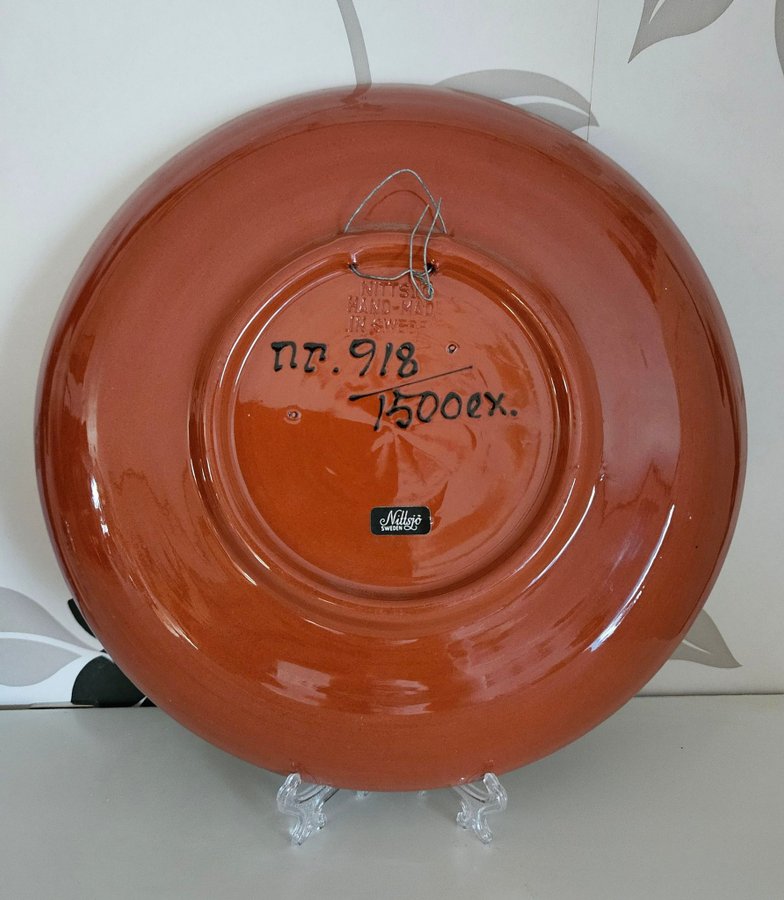 NITTSJÖ
HAND-MADE
IN SWEDEN
nr. 918
1500ex.
Nittsjö
SWEDEN